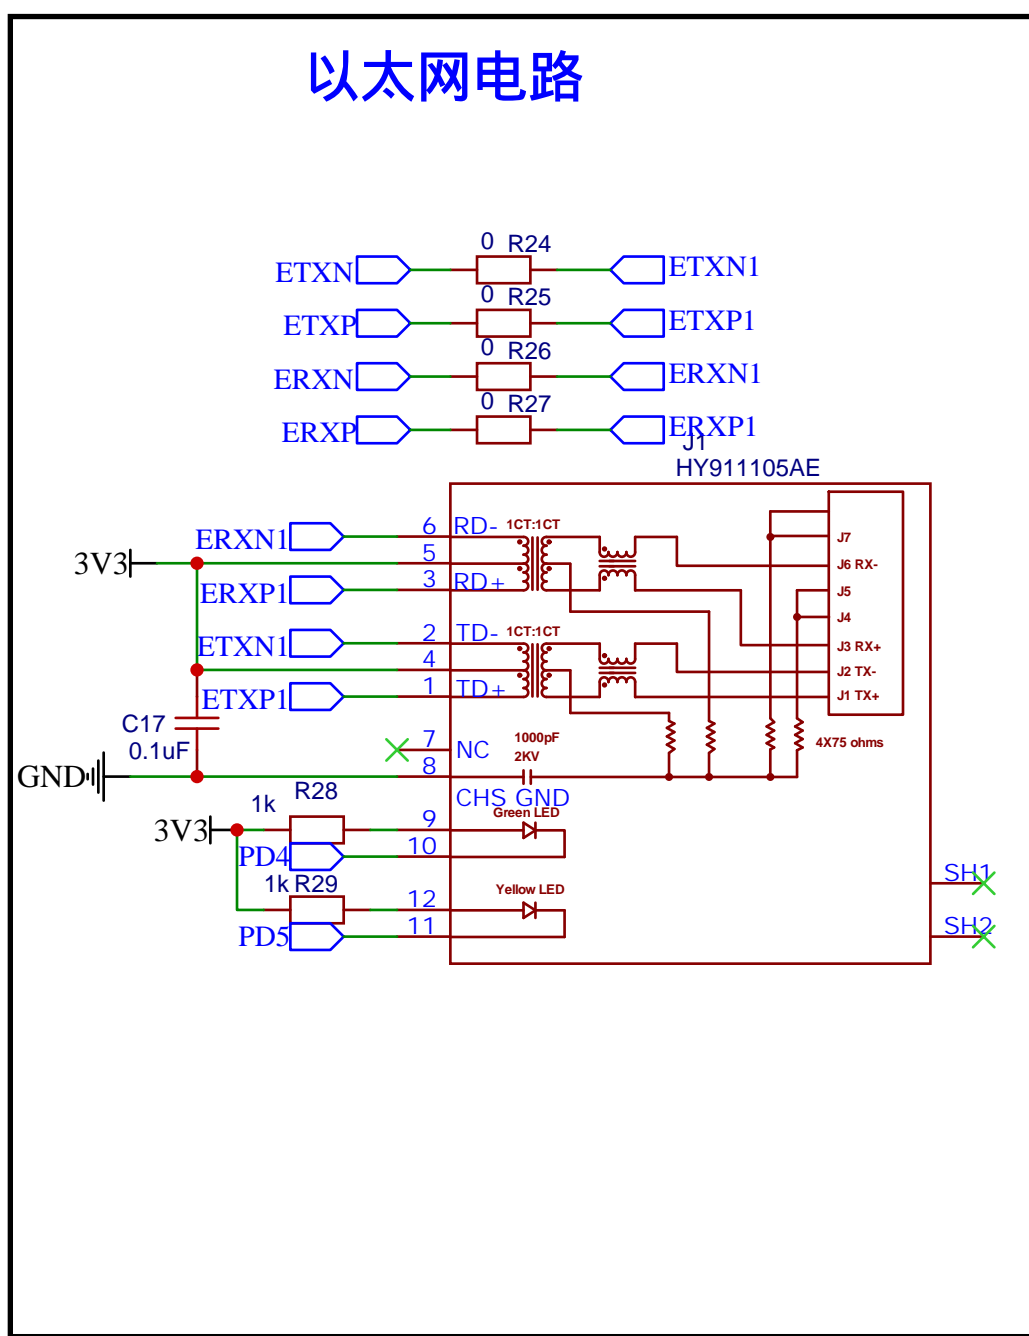 以太网电路
0 R24
ETXN ETXN1
0 R25
ETXP ETXP1
0 R26
ERXN ERXN1
0 R27
ERXP ERXP1
J1
HY911105AE
ERXN1 6 RD- 1CT:1CT J7
3V3 5 J6 RX-
ERXP1 3 RD+ J5
J4
ETXN1 2 TD- 1CT:1CT J3 RX+
4 J2 TX-
ETXP1 1 TD+ J1 TX+
C17
0.1uF
7 NC 1000pF 4X75 ohms
2KV
GND 8
CHS GND
1k R28
Green LED
3V3 9
PD4 10
1k R29 Yellow LED SH1
12
PD5 11 SH2